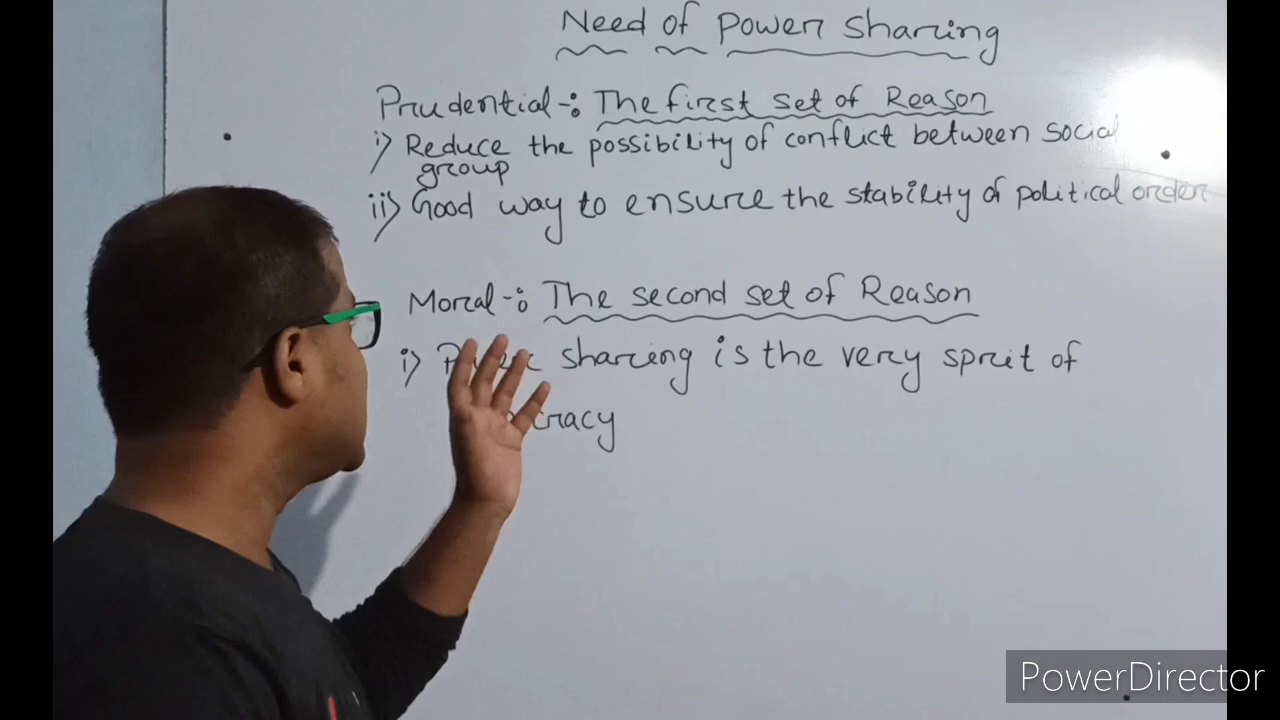 Need of Power Sharing
Prudential -: The first set of Reason
i) Reduce the possibility of conflict between social
group
ii) Good way to ensure the stability of political order
Moral -: The second set of Reason
i) sharing is the very sprit of
cracy
PowerDirector